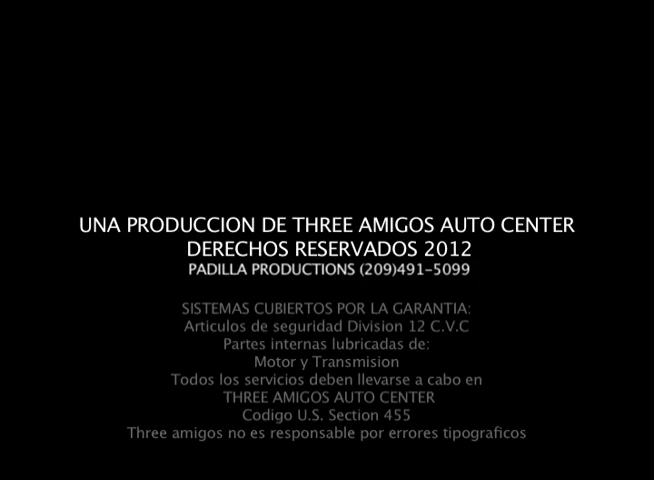 UNA PRODUCCION DE THREE AMIGOS AUTO CENTER
DERECHOS RESERVADOS 2012
PADILLA PRODUCTIONS (209)491-5099
SISTEMAS CUBIERTOS POR LA GARANTIA:
Articulos de seguridad Division 12 C.V.C
Partes internas lubricadas de:
Motor y Transmision
Todos los servicios deben llevarse a cabo en
THREE AMIGOS AUTO CENTER
Codigo U.S. Section 455
Three amigos no es responsable por errores tipograficos